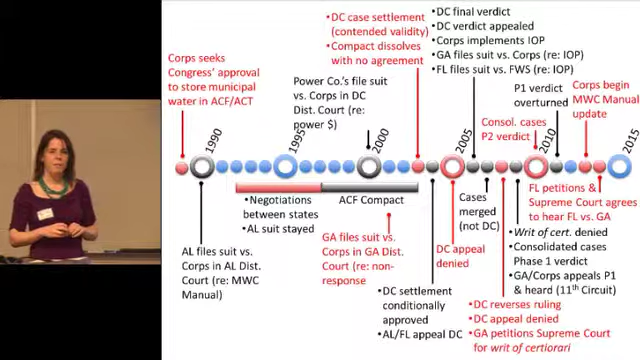 Corps seeks
Congress' approval
to store municipal
water in ACF/ACT
Power Co.'s file suit
vs. Corps in DC
Dist. Court (re:
power $)
• DC case settlement
(contended validity)
• Compact dissolves
with no agreement
• DC final verdict
• DC verdict appealed
• Corps implements IOP
• GA files suit vs. Corps (re: IOP)
• FL files suit vs. FWS (re: IOP)
Consol. cases
P2 verdict
P1 verdict
overturned
Corps begin
MWC Manual
update
1990
1995
2000
2005
2010
2015
• Negotiations
between states
• AL suit stayed
ACF Compact
AL files suit vs.
Corps in AL Dist.
Court (re: MWC
Manual)
GA files suit vs.
Corps in GA Dist.
Court (re: non-
response)
• DC settlement
conditionally
approved
• AL/FL appeal DC
DC appeal
denied
Cases
merged
(not DC)
• DC reverses ruling
• DC appeal denied
• GA petitions Supreme Court
for writ of certiorari
• Writ of cert. denied
• Consolidated cases
Phase 1 verdict
• GA/Corps appeals P1
& heard (11th Circuit)
FL petitions &
Supreme Court agrees
to hear FL vs. GA